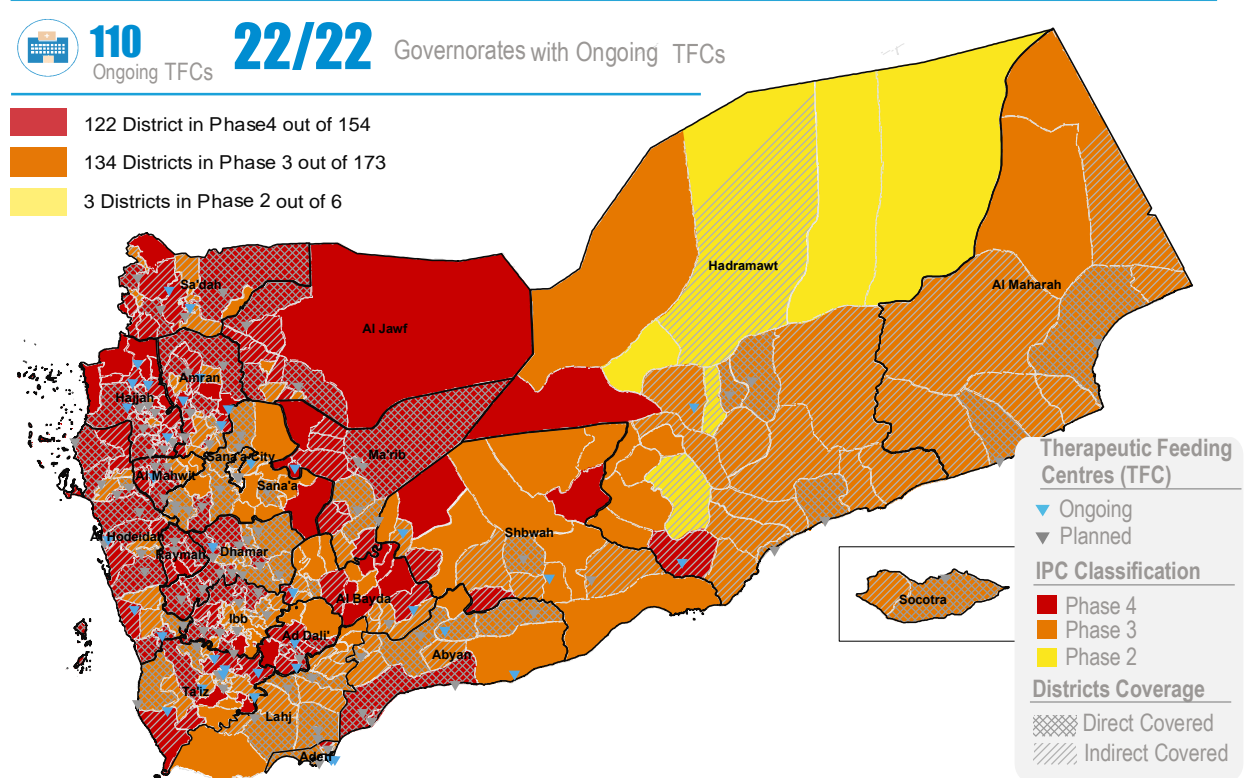 110
Ongoing TFCs
22/22
Governorates with Ongoing TFCs
122 District in Phase4 out of 154
134 Districts in Phase 3 out of 173
3 Districts in Phase 2 out of 6
Sa'dah
Al Jawf
Hadramawt
Al Maharah
Amran
Hajjah
Sana'a City
Ma'rib
Al Mahwit
Sana'a
Shbwah
Al Hodeidah
Raymah
Dhamar
Al Bayda
Ibb
Ad Dali'
Abyan
Ta'iz
Lahj
Aden
Socotra
Therapeutic Feeding
Centres (TFC)
Ongoing
Planned
IPC Classification
Phase 4
Phase 3
Phase 2
Districts Coverage
Direct Covered
Indirect Covered